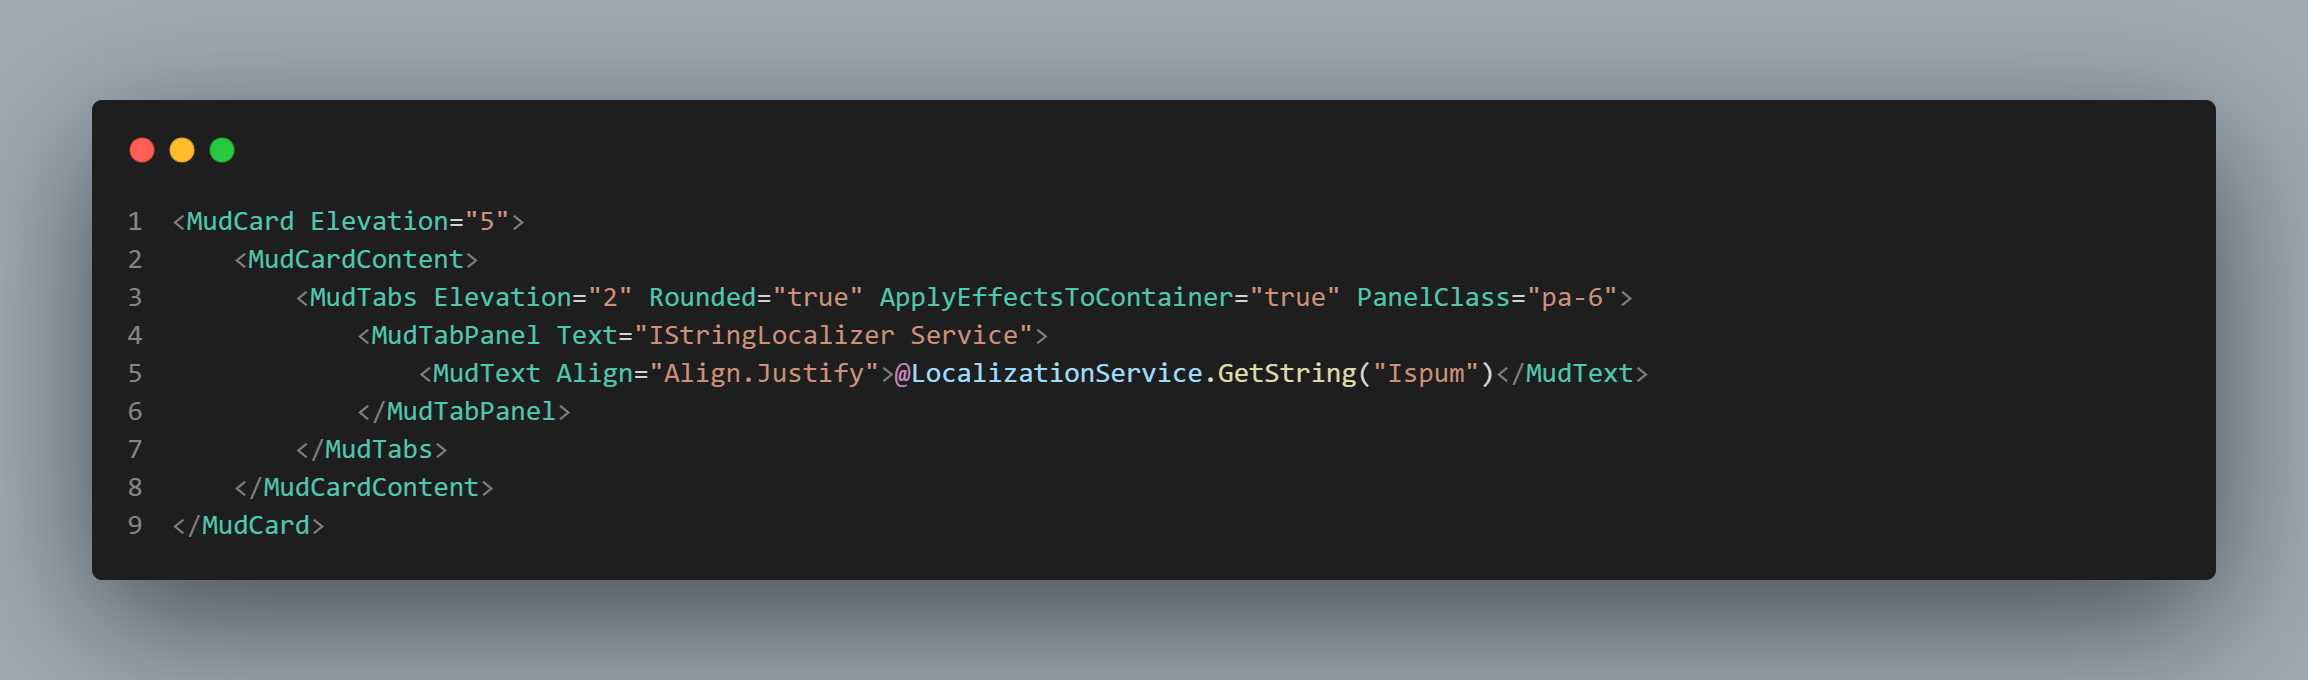 1 <MudCard Elevation="5">
2     <MudCardContent>
3         <MudTabs Elevation="2" Rounded="true" ApplyEffectsToContainer="true" PanelClass="pa-6">
4             <MudTabPanel Text="IStringLocalizer Service">
5                 <MudText Align="Align.Justify">@LocalizationService.GetString("Ispum")</MudText>
6             </MudTabPanel>
7         </MudTabs>
8     </MudCardContent>
9 </MudCard>